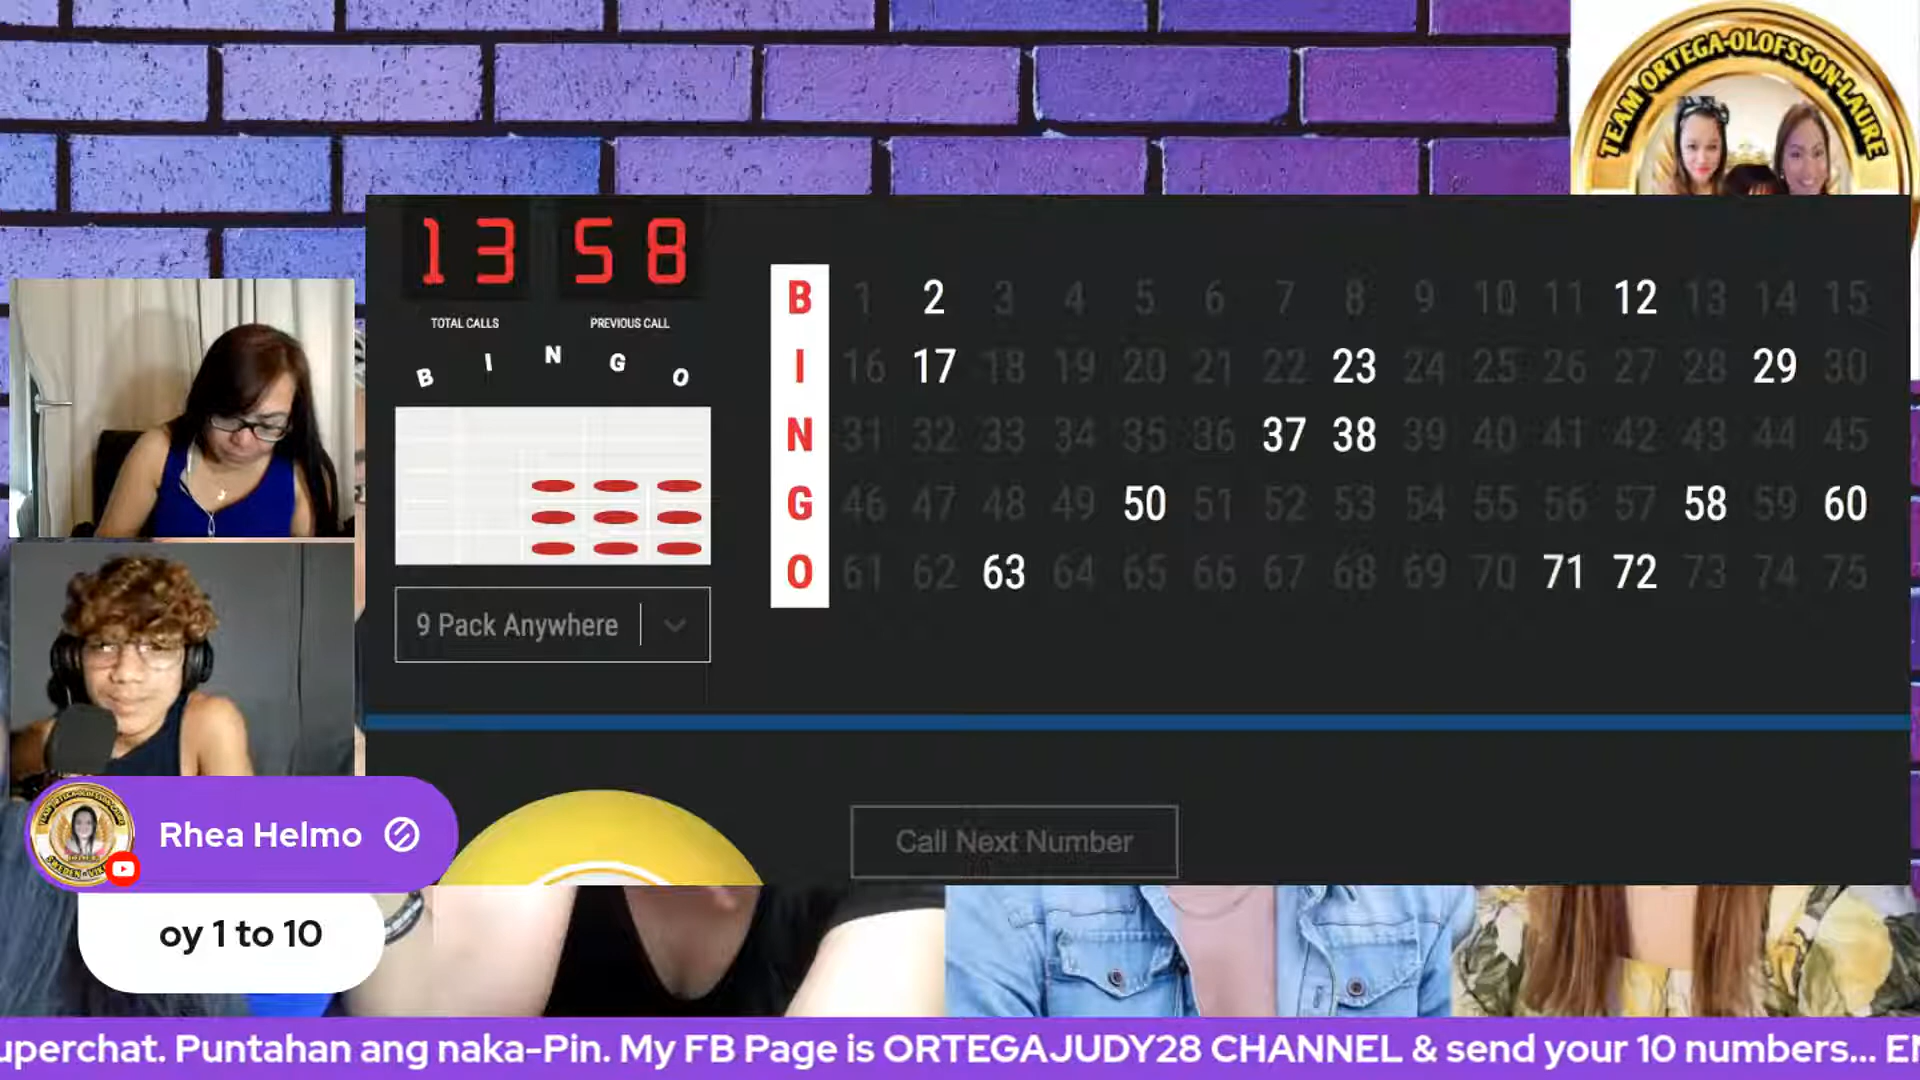 TEAM ORTEGA-OLOFSSON-LAURE
13 58
TOTAL CALLS PREVIOUS CALL
B I N G O
9 Pack Anywhere
B 1 2 3 4 5 6 7 8 9 10 11 12 13 14 15
I 16 17 18 19 20 21 22 23 24 25 26 27 28 29 30
N 31 32 33 34 35 36 37 38 39 40 41 42 43 44 45
G 46 47 48 49 50 51 52 53 54 55 56 57 58 59 60
O 61 62 63 64 65 66 67 68 69 70 71 72 73 74 75
Call Next Number
Rhea Helmo
oy 1 to 10
uperchat. Puntahan ang naka-Pin. My FB Page is ORTEGAJUDY28 CHANNEL & send your 10 numbers... EN